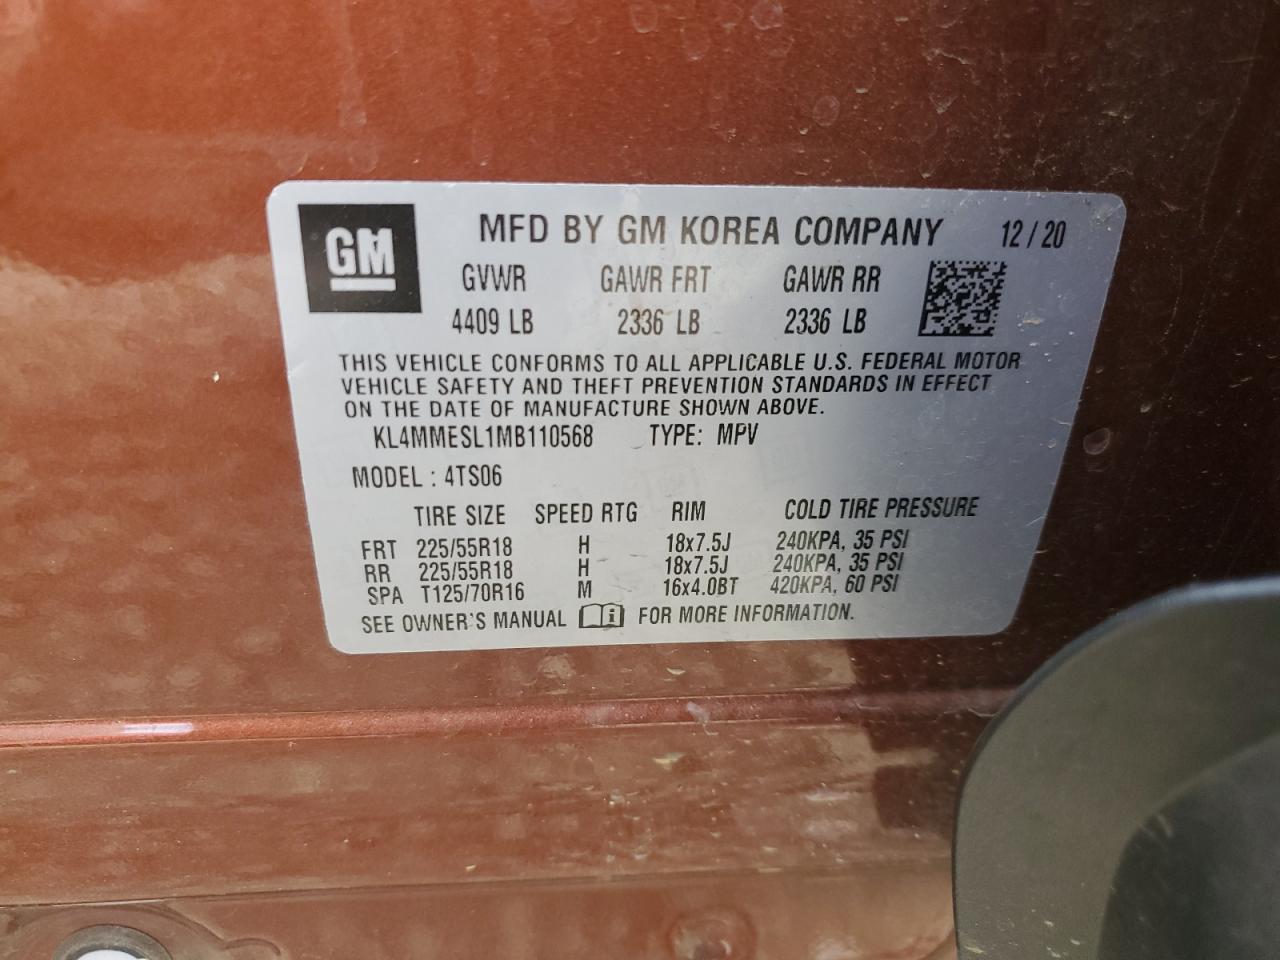 GM
MFD BY GM KOREA COMPANY 12/20
GVWR GAWR FRT GAWR RR
4409 LB 2336 LB 2336 LB
THIS VEHICLE CONFORMS TO ALL APPLICABLE U.S. FEDERAL MOTOR
VEHICLE SAFETY AND THEFT PREVENTION STANDARDS IN EFFECT
ON THE DATE OF MANUFACTURE SHOWN ABOVE.
KL4MMESL1MB110568 TYPE: MPV
MODEL : 4TS06
TIRE SIZE SPEED RTG RIM COLD TIRE PRESSURE
FRT 225/55R18 H 18x7.5J 240KPA, 35 PSI
RR 225/55R18 H 18x7.5J 240KPA, 35 PSI
SPA T125/70R16 M 16x4.0BT 420KPA, 60 PSI
SEE OWNER'S MANUAL FOR MORE INFORMATION.